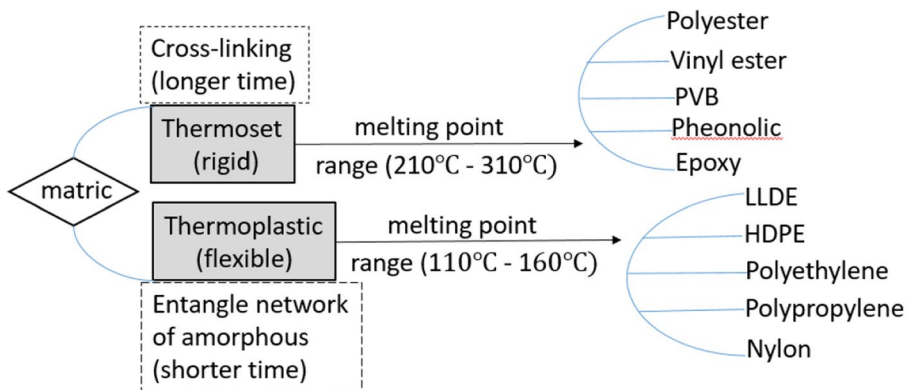 Cross-linking
(longer time)
Thermoset
(rigid)
melting point
range (210°C - 310°C)
Polyester
Vinyl ester
PVB
Pheonolic
Epoxy
matric
Thermoplastic
(flexible)
melting point
range (110°C - 160°C)
LLDE
HDPE
Polyethylene
Polypropylene
Nylon
Entangle network
of amorphous
(shorter time)